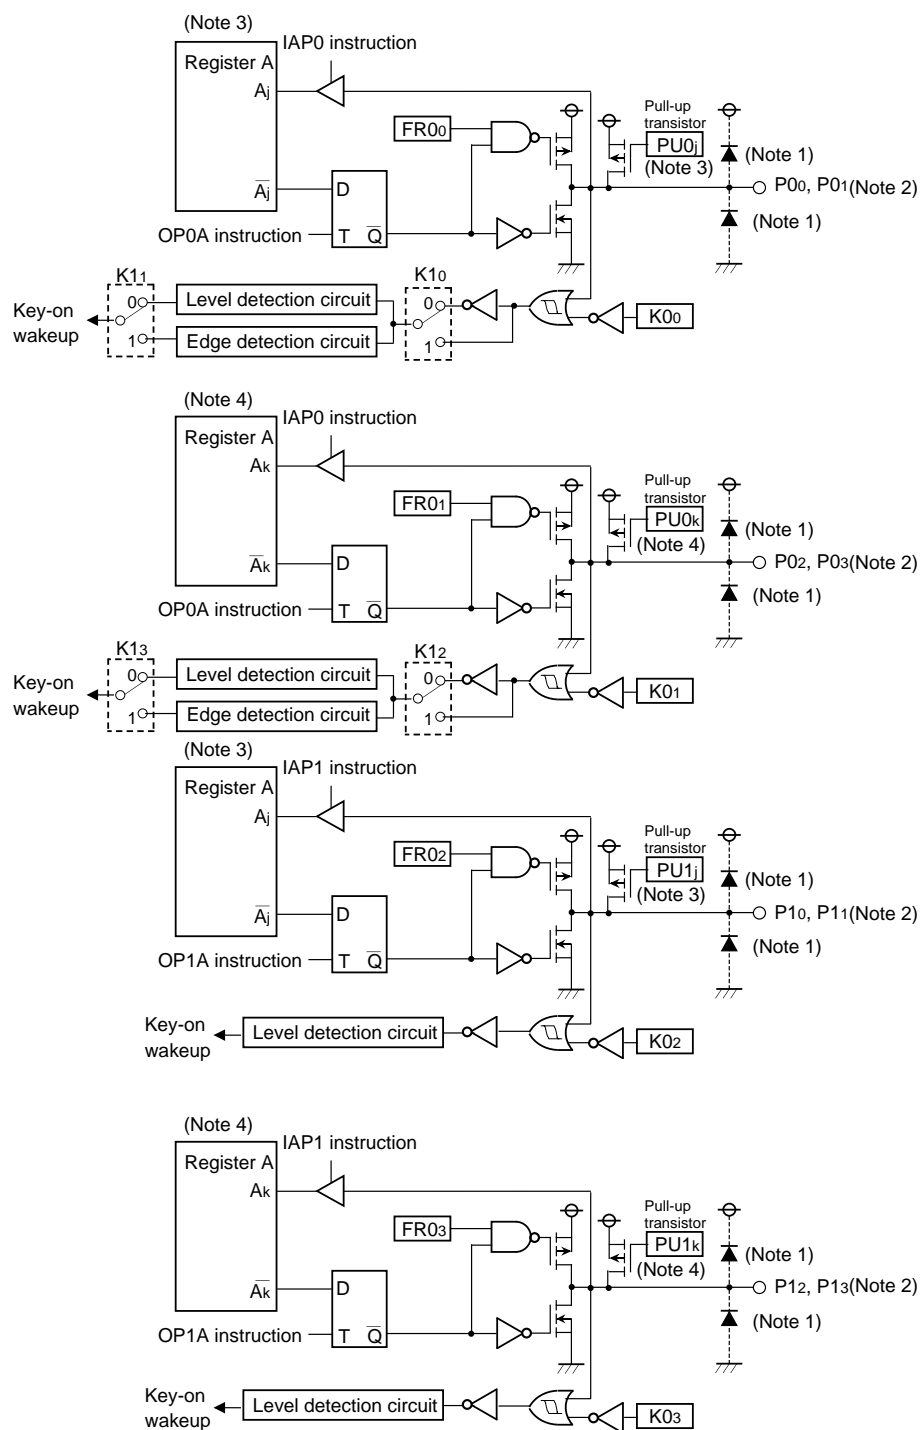 (Note 3)
IAP0 instruction
Register A
Aj
Pull-up
transistor
FR00
PU0j
(Note 1)
(Note 3)
P00, P01(Note 2)
Aj
D
(Note 1)
OP0A instruction
T Q
K11
K10
0
Level detection circuit
0
Key-on
wakeup
K00
1
Edge detection circuit
1
(Note 4)
IAP0 instruction
Register A
Ak
Pull-up
transistor
FR01
PU0k
(Note 1)
(Note 4)
P02, P03(Note 2)
Ak
D
(Note 1)
OP0A instruction
T Q
K13
K12
0
Level detection circuit
0
Key-on
wakeup
K01
1
Edge detection circuit
1
(Note 3)
IAP1 instruction
Register A
Aj
Pull-up
transistor
FR02
PU1j
(Note 1)
(Note 3)
P10, P11(Note 2)
Aj
D
(Note 1)
OP1A instruction
T Q
Key-on
wakeup
Level detection circuit
K02
(Note 4)
IAP1 instruction
Register A
Ak
Pull-up
transistor
FR03
PU1k
(Note 1)
(Note 4)
P12, P13(Note 2)
Ak
D
(Note 1)
OP1A instruction
T Q
Key-on
wakeup
Level detection circuit
K03